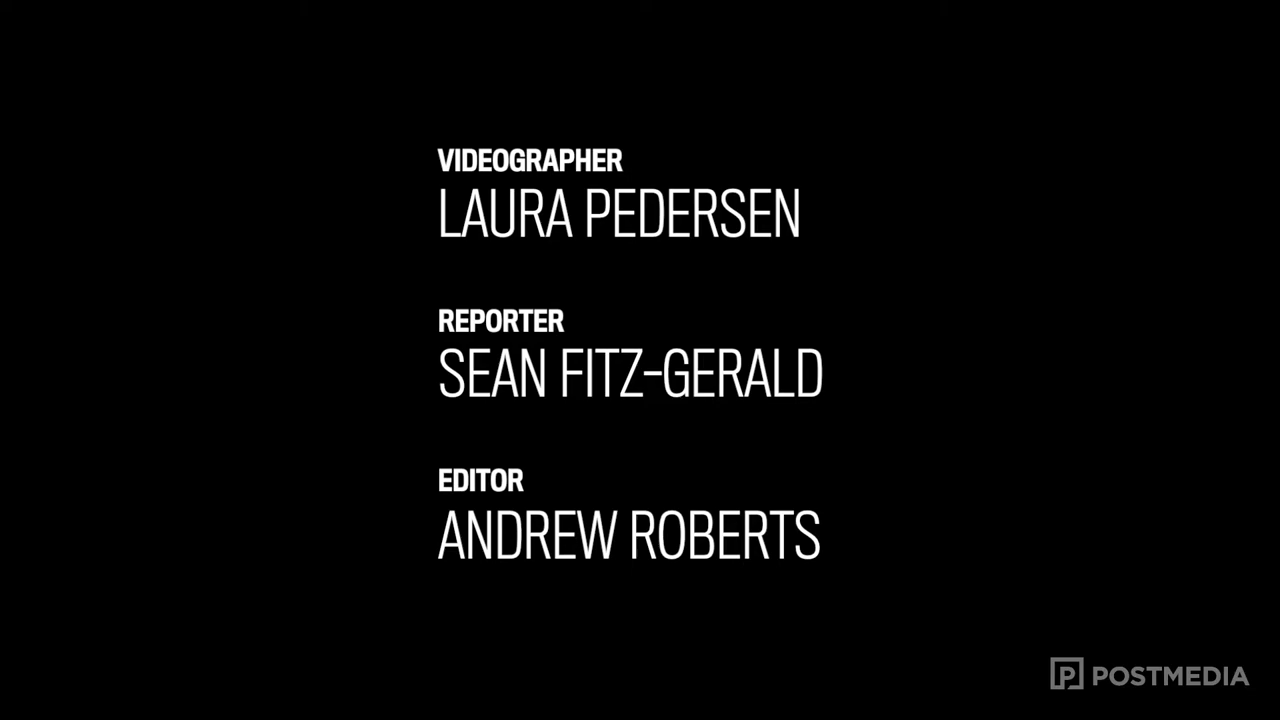 VIDEOGRAPHER
LAURA PEDERSEN
REPORTER
SEAN FITZ-GERALD
EDITOR
ANDREW ROBERTS
P POSTMEDIA